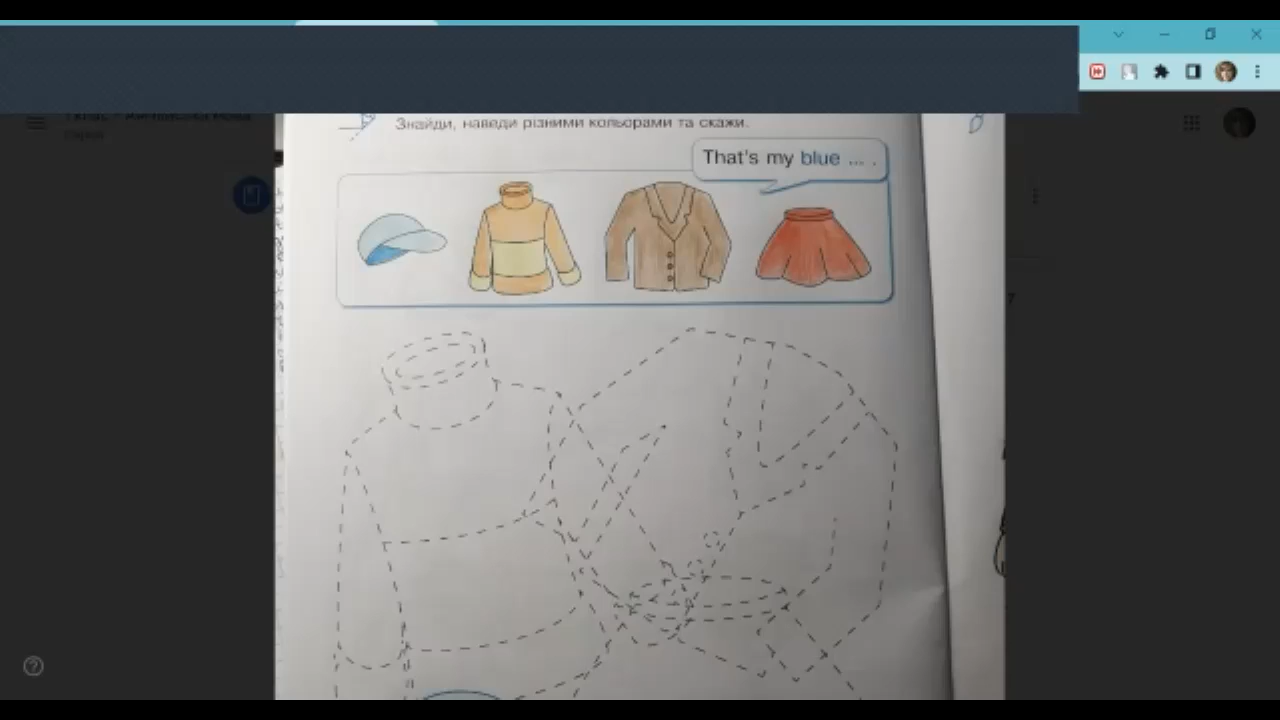 Знайди, наведи різними кольорами та скажи.
That's my blue ... .